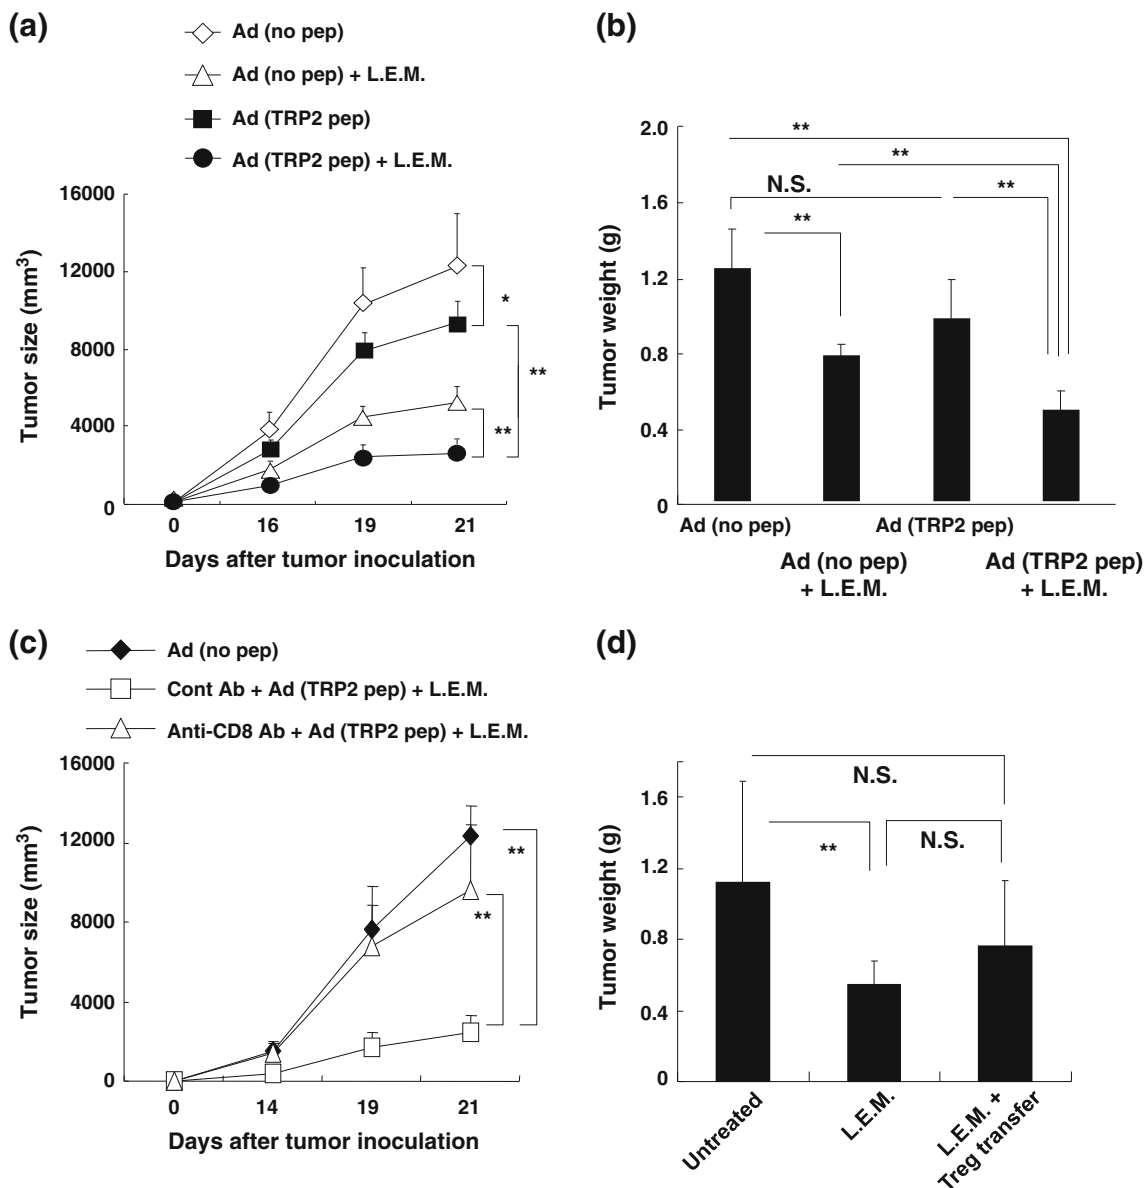 (a)
Ad (no pep)
Ad (no pep) + L.E.M.
Ad (TRP2 pep)
Ad (TRP2 pep) + L.E.M.
16000
12000
8000
4000
0
Tumor size (mm³)
*
**
**
0 16 19 21
Days after tumor inoculation
(b)
2.0
1.6
1.2
0.8
0.4
0
Tumor weight (g)
**
**
N.S. **
**
Ad (no pep) Ad (TRP2 pep)
Ad (no pep) Ad (TRP2 pep)
+ L.E.M. + L.E.M.
(c)
Ad (no pep)
Cont Ab + Ad (TRP2 pep) + L.E.M.
Anti-CD8 Ab + Ad (TRP2 pep) + L.E.M.
16000
12000
8000
4000
0
Tumor size (mm³)
**
**
0 14 19 21
Days after tumor inoculation
(d)
1.6
1.2
0.8
0.4
0
Tumor weight (g)
N.S.
** N.S.
Untreated
L.E.M.
L.E.M. +
Treg transfer